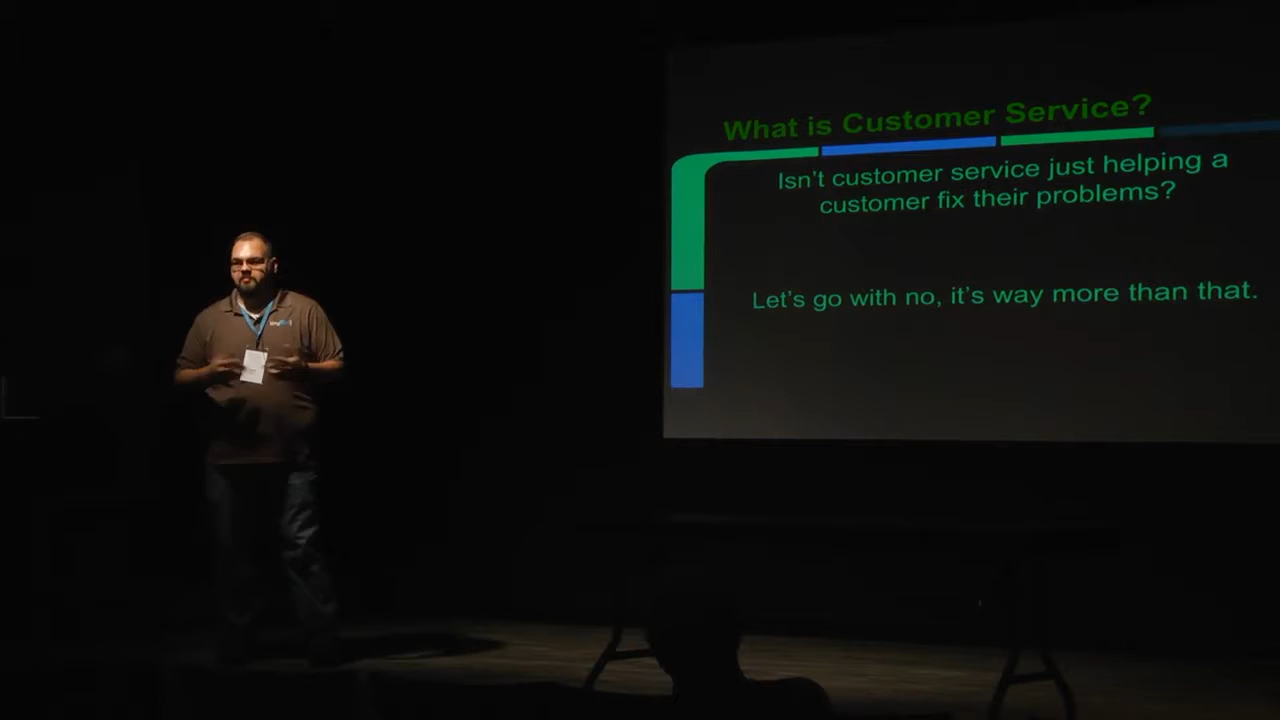 What is Customer Service?
Isn't customer service just helping a
customer fix their problems?
Let's go with no, it's way more than that.